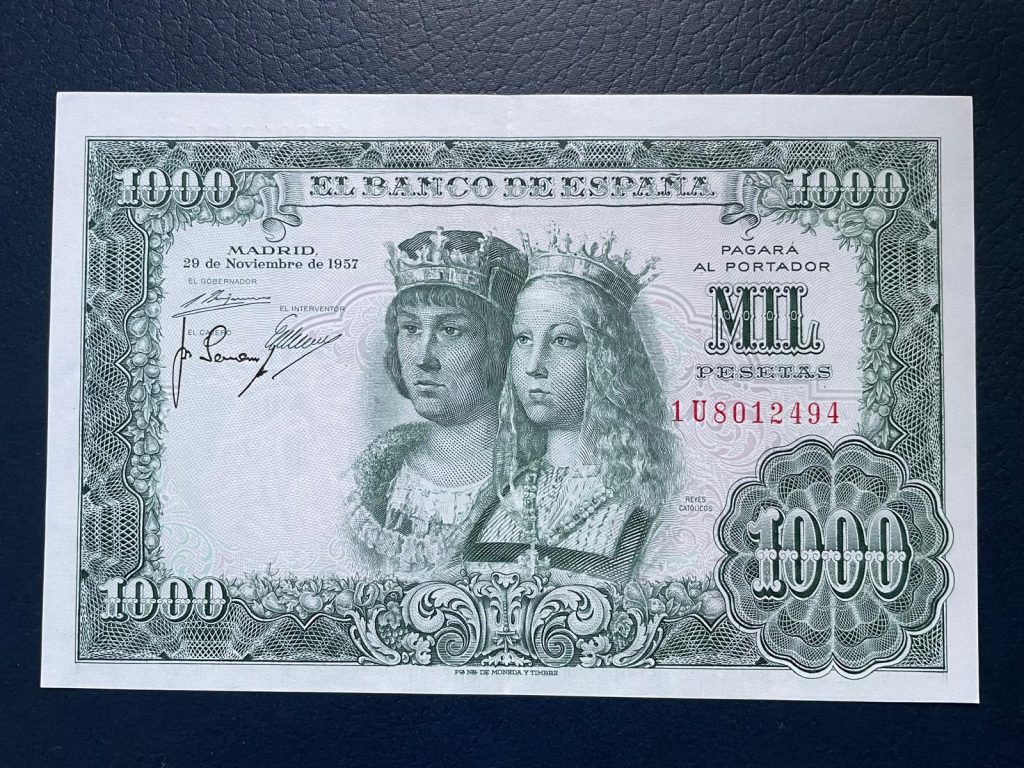 1000 EL BANCO DE ESPAÑA 1000
MADRID,
29 de Noviembre de 1957
EL GOBERNADOR
EL INTERVENTOR
EL CAJERO
PAGARÁ
AL PORTADOR
MIL
PESETAS
1U8012494
REYES
CATÓLICOS
1000
1000
FCA. NAL. DE MONEDA Y TIMBRE